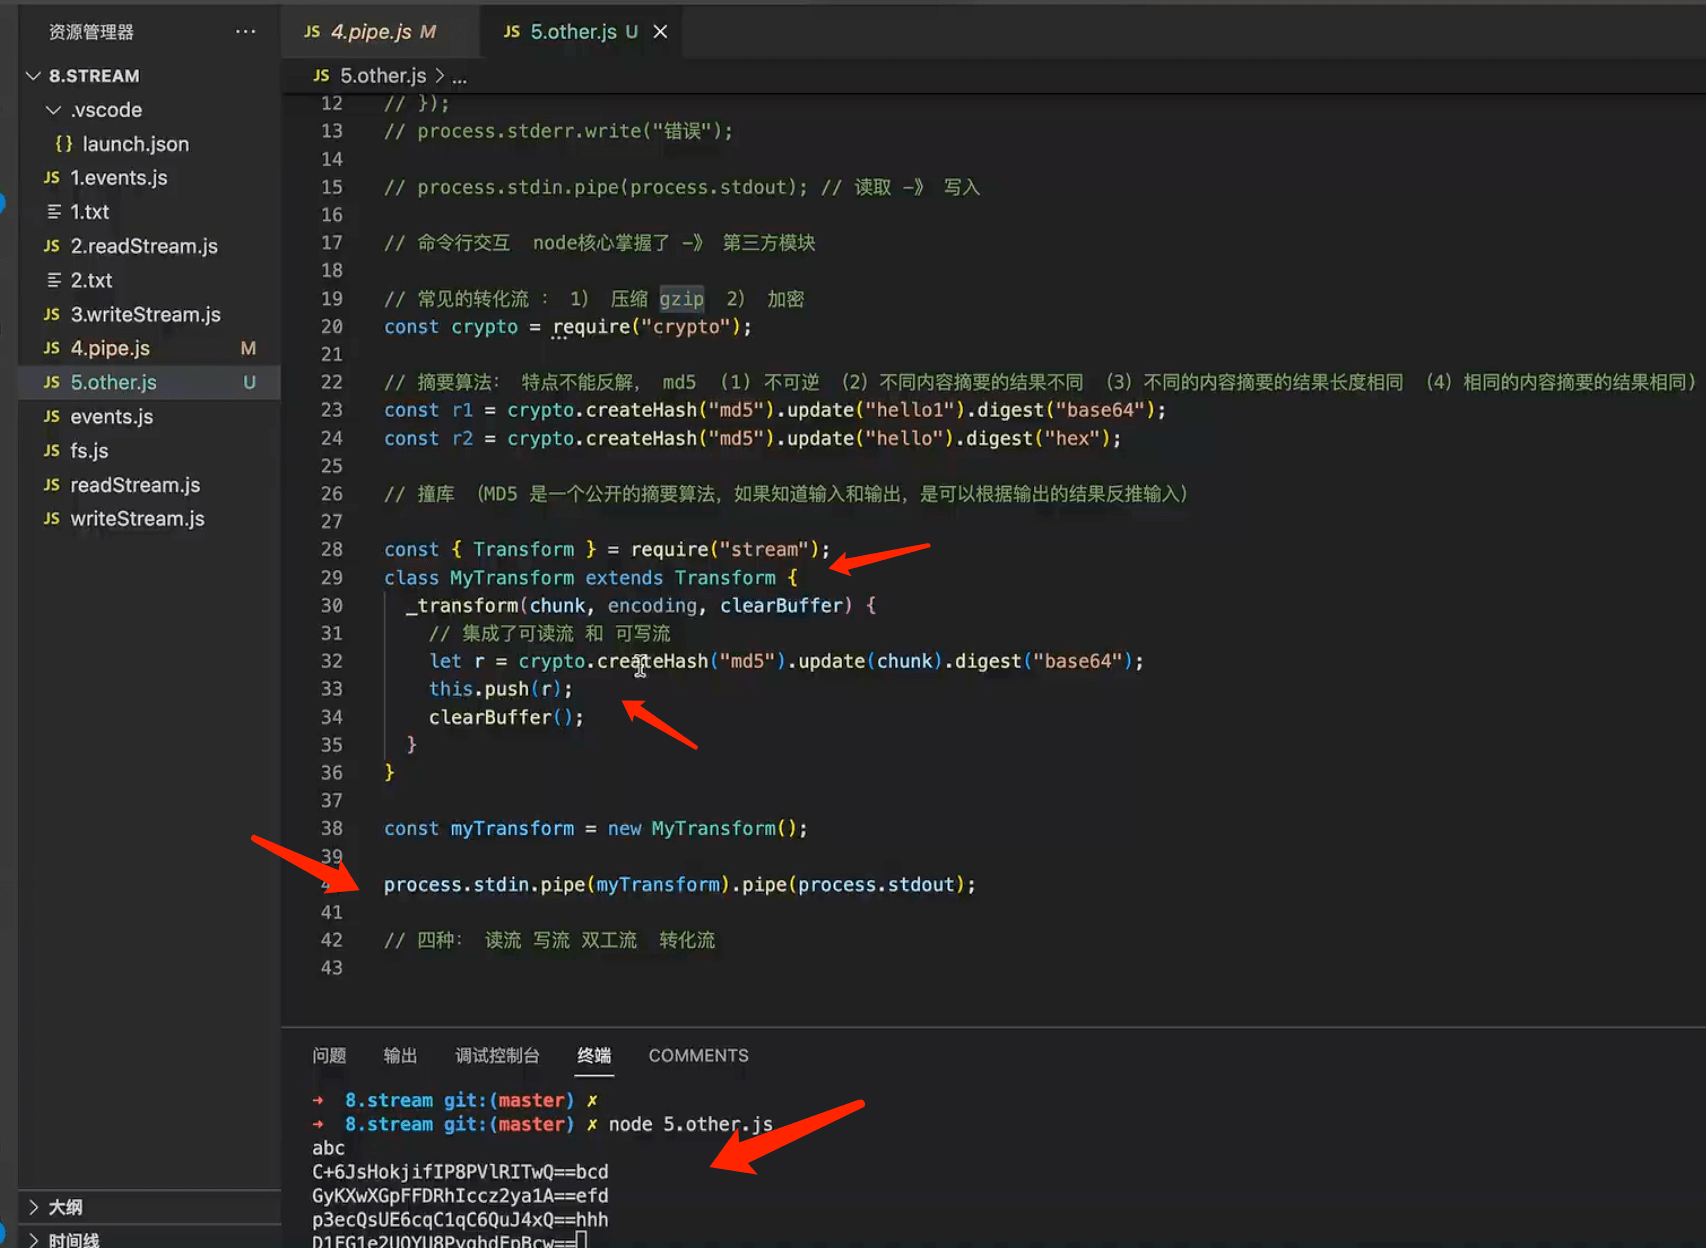 资源管理器
···
8.STREAM
.vscode
{} launch.json
JS 1.events.js
1.txt
JS 2.readStream.js
2.txt
JS 3.writeStream.js
JS 4.pipe.js M
JS 5.other.js U
JS events.js
JS fs.js
JS readStream.js
JS writeStream.js
大纲
时间线
JS 4.pipe.js M
JS 5.other.js U ×
JS 5.other.js > ...
12 // });
13 // process.stderr.write("错误");
14
15 // process.stdin.pipe(process.stdout); // 读取 -》 写入
16
17 // 命令行交互 node核心掌握了 -》 第三方模块
18
19 // 常见的转化流 : 1） 压缩 gzip 2） 加密
20 const crypto = require("crypto");
21
22 // 摘要算法： 特点不能反解， md5 （1）不可逆 （2）不同内容摘要的结果不同 （3）不同的内容摘要的结果长度相同 （4）相同的内容摘要的结果相同）
23 const r1 = crypto.createHash("md5").update("hello1").digest("base64");
24 const r2 = crypto.createHash("md5").update("hello").digest("hex");
25
26 // 撞库 （MD5 是一个公开的摘要算法，如果知道输入和输出，是可以根据输出的结果反推输入）
27
28 const { Transform } = require("stream");
29 class MyTransform extends Transform {
30 _transform(chunk, encoding, clearBuffer) {
31 // 集成了可读流 和 可写流
32 let r = crypto.createHash("md5").update(chunk).digest("base64");
33 this.push(r);
34 clearBuffer();
35 }
36 }
37
38 const myTransform = new MyTransform();
39
process.stdin.pipe(myTransform).pipe(process.stdout);
41
42 // 四种： 读流 写流 双工流 转化流
43
问题 输出 调试控制台 终端 COMMENTS
➜ 8.stream git:(master) ✗
➜ 8.stream git:(master) ✗ node 5.other.js
abc
C+6JsHokjifIP8PVlRITwQ==bcd
GyKXwXGpFFDRhIccz2ya1A==efd
p3ecQsUE6cqC1qC6QuJ4xQ==hhh